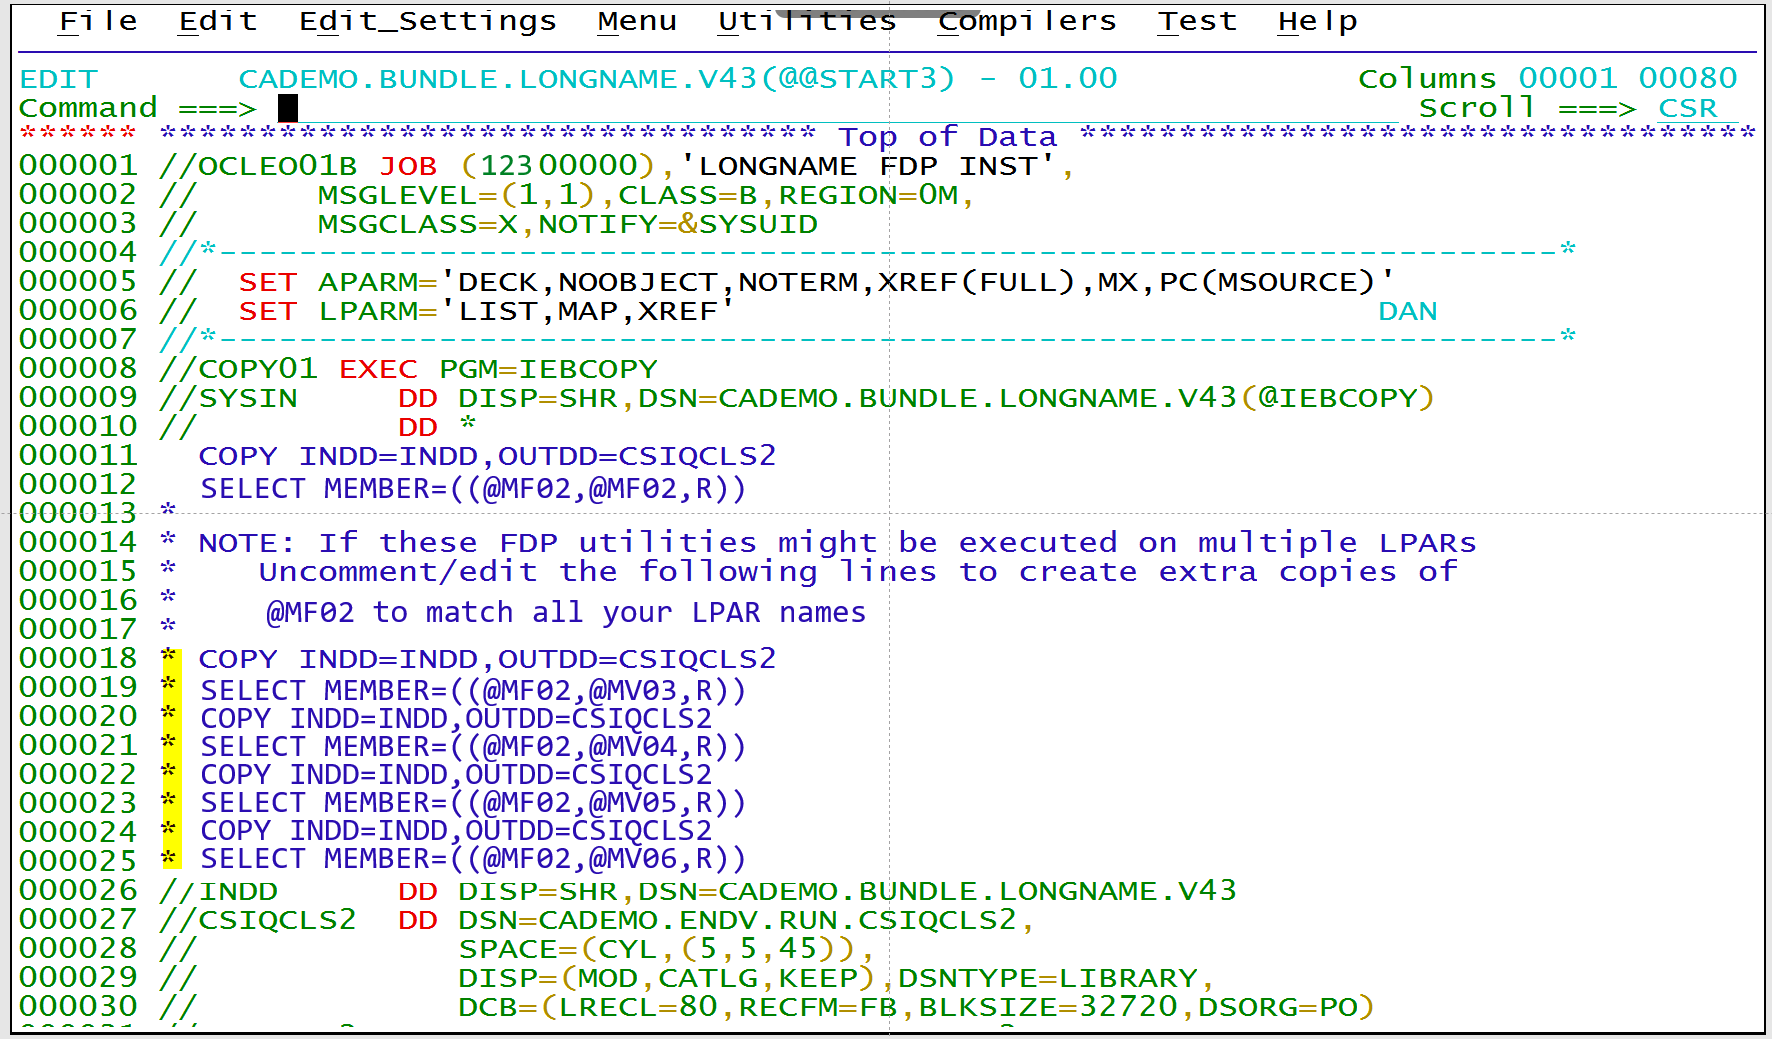 File  Edit  Edit_Settings  Menu  Utilities  Compilers  Test  Help
EDIT       CADEMO.BUNDLE.LONGNAME.V43(@@START3) - 01.00            Columns 00001 00080
Command ===>                                                          Scroll ===> CSR
****** ********************************* Top of Data **********************************
000001 //OCLEO01B JOB (12300000),'LONGNAME FDP INST',
000002 //      MSGLEVEL=(1,1),CLASS=B,REGION=0M,
000003 //      MSGCLASS=X,NOTIFY=&SYSUID
000004 //*-------------------------------------------------------------------*
000005 //  SET APARM='DECK,NOOBJECT,NOTERM,XREF(FULL),MX,PC(MSOURCE)'
000006 //  SET LPARM='LIST,MAP,XREF'                                DAN
000007 //*-------------------------------------------------------------------*
000008 //COPY01 EXEC PGM=IEBCOPY
000009 //SYSIN     DD DISP=SHR,DSN=CADEMO.BUNDLE.LONGNAME.V43(@IEBCOPY)
000010 //          DD *
000011   COPY INDD=INDD,OUTDD=CSIQCLS2
000012   SELECT MEMBER=((@MF02,@MF02,R))
000013 *
000014 * NOTE: If these FDP utilities might be executed on multiple LPARs
000015 *    Uncomment/edit the following lines to create extra copies of
000016 *    @MF02 to match all your LPAR names
000017 *
000018 * COPY INDD=INDD,OUTDD=CSIQCLS2
000019 * SELECT MEMBER=((@MF02,@MV03,R))
000020 * COPY INDD=INDD,OUTDD=CSIQCLS2
000021 * SELECT MEMBER=((@MF02,@MV04,R))
000022 * COPY INDD=INDD,OUTDD=CSIQCLS2
000023 * SELECT MEMBER=((@MF02,@MV05,R))
000024 * COPY INDD=INDD,OUTDD=CSIQCLS2
000025 * SELECT MEMBER=((@MF02,@MV06,R))
000026 //INDD      DD DISP=SHR,DSN=CADEMO.BUNDLE.LONGNAME.V43
000027 //CSIQCLS2  DD DSN=CADEMO.ENDV.RUN.CSIQCLS2,
000028 //             SPACE=(CYL,(5,5,45)),
000029 //             DISP=(MOD,CATLG,KEEP),DSNTYPE=LIBRARY,
000030 //             DCB=(LRECL=80,RECFM=FB,BLKSIZE=32720,DSORG=PO)